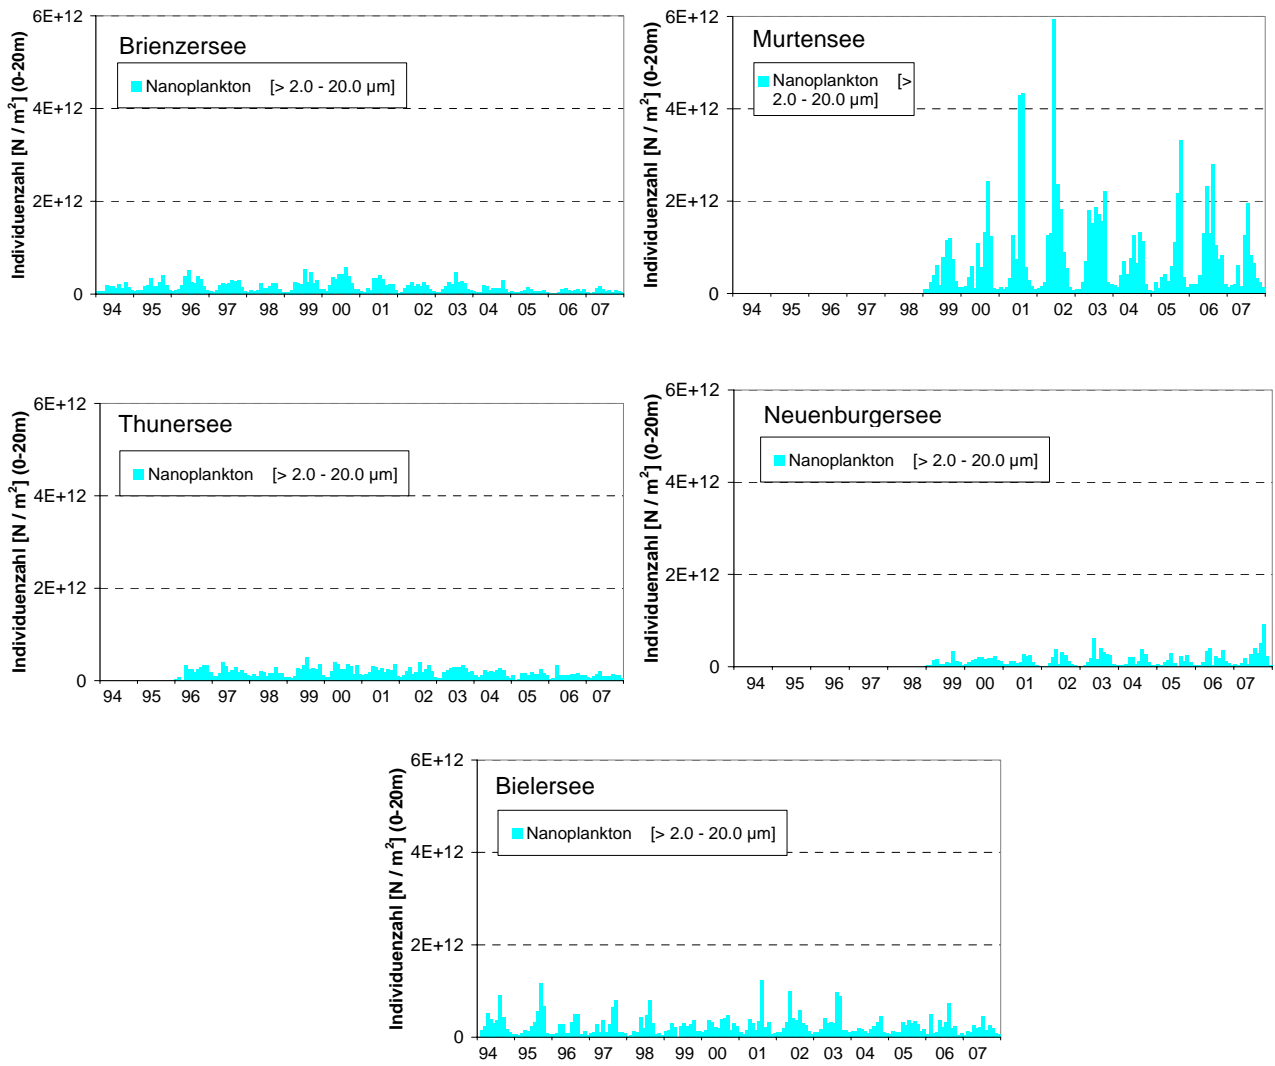 Individuenzahl [N / m²] (0-20m)
6E+12
4E+12
2E+12
0
Brienzersee
Nanoplankton [> 2.0 - 20.0 µm]
94 95 96 97 98 99 00 01 02 03 04 05 06 07
Individuenzahl [N / m²] (0-20m)
6E+12
4E+12
2E+12
0
Murtensee
Nanoplankton [>
2.0 - 20.0 µm]
94 95 96 97 98 99 00 01 02 03 04 05 06 07
Individuenzahl [N / m²] (0-20m)
6E+12
4E+12
2E+12
0
Thunersee
Nanoplankton [> 2.0 - 20.0 µm]
94 95 96 97 98 99 00 01 02 03 04 05 06 07
Individuenzahl [N / m²] (0-20m)
6E+12
4E+12
2E+12
0
Neuenburgersee
Nanoplankton [> 2.0 - 20.0 µm]
94 95 96 97 98 99 00 01 02 03 04 05 06 07
Individuenzahl [N / m²] (0-20m)
6E+12
4E+12
2E+12
0
Bielersee
Nanoplankton [> 2.0 - 20.0 µm]
94 95 96 97 98 99 00 01 02 03 04 05 06 07